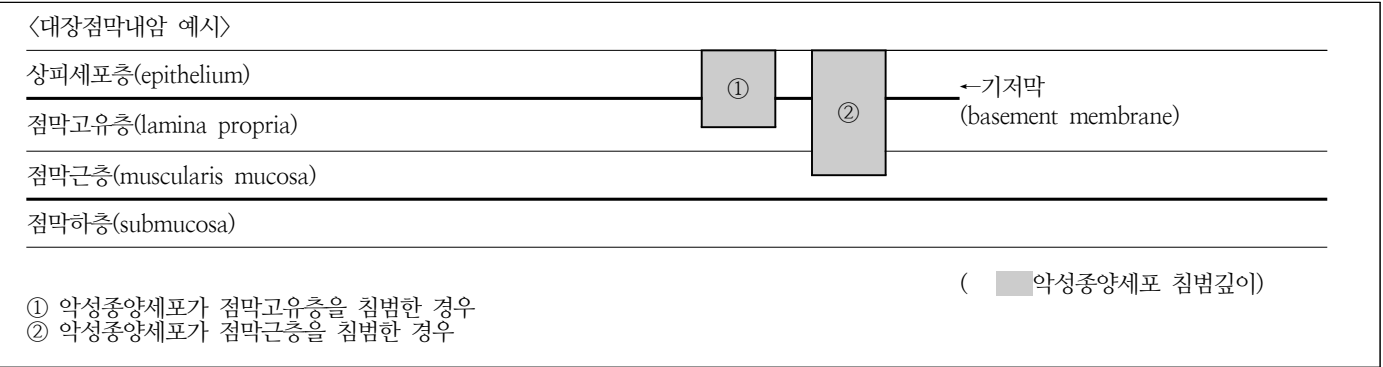 〈대장점막내암 예시〉
상피세포층(epithelium)
①
←기저막
(basement membrane)
점막고유층(lamina propria)
②
점막근층(muscularis mucosa)
점막하층(submucosa)
( 악성종양세포 침범깊이)
① 악성종양세포가 점막고유층을 침범한 경우
② 악성종양세포가 점막근층을 침범한 경우